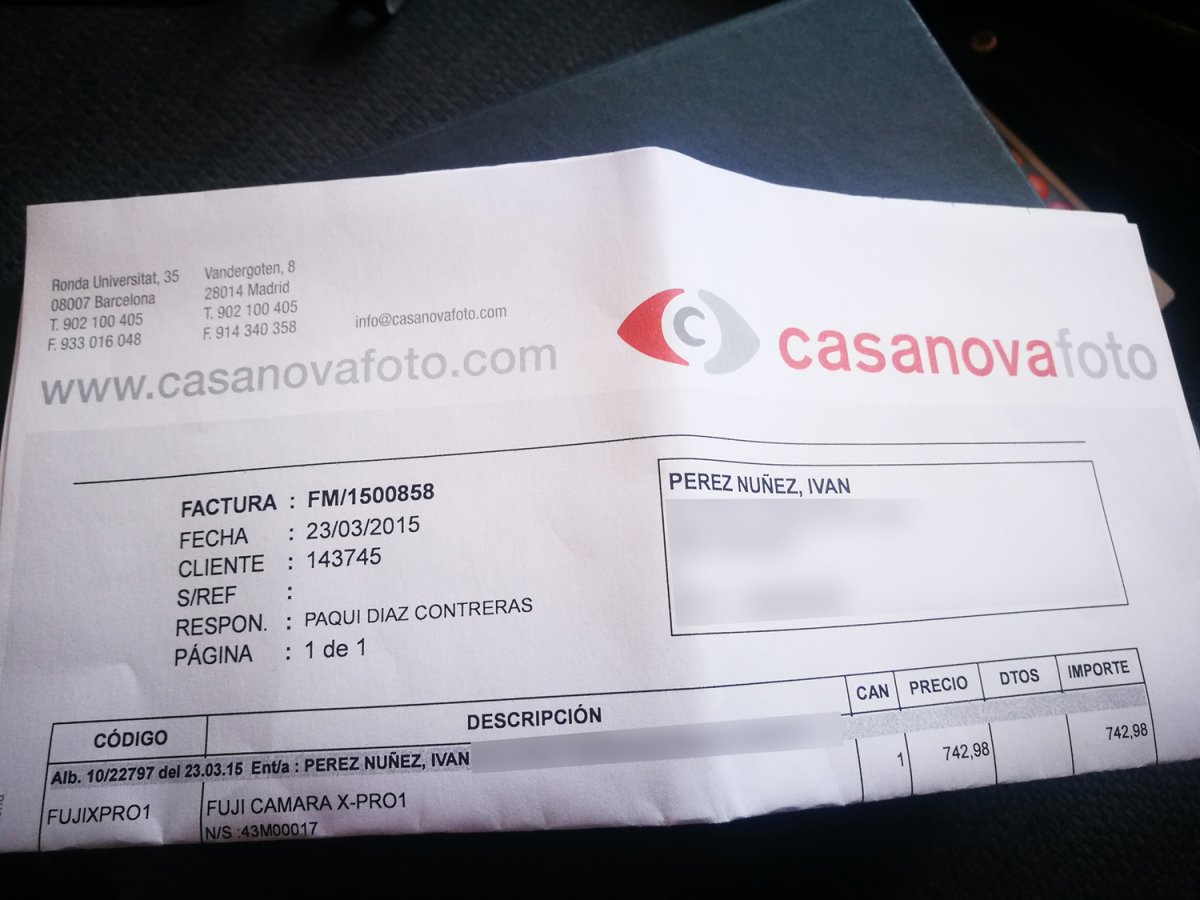 Ronda Universitat, 35
08007 Barcelona
T. 902 100 405
F. 933 016 048
Vandergoten, 8
28014 Madrid
T. 902 100 405
F. 914 340 358
info@casanovafoto.com
www.casanovafoto.com
c casanovafoto
FACTURA : FM/1500858
FECHA : 23/03/2015
CLIENTE : 143745
S/REF :
RESPON. : PAQUI DIAZ CONTRERAS
PÁGINA : 1 de 1
PEREZ NUÑEZ, IVAN
CÓDIGO DESCRIPCIÓN CAN PRECIO DTOS IMPORTE
Alb. 10/22797 del 23.03.15 Ent/a : PEREZ NUÑEZ, IVAN
FUJIXPRO1 FUJI CAMARA X-PRO1 1 742,98 742,98
N/S :43M00017